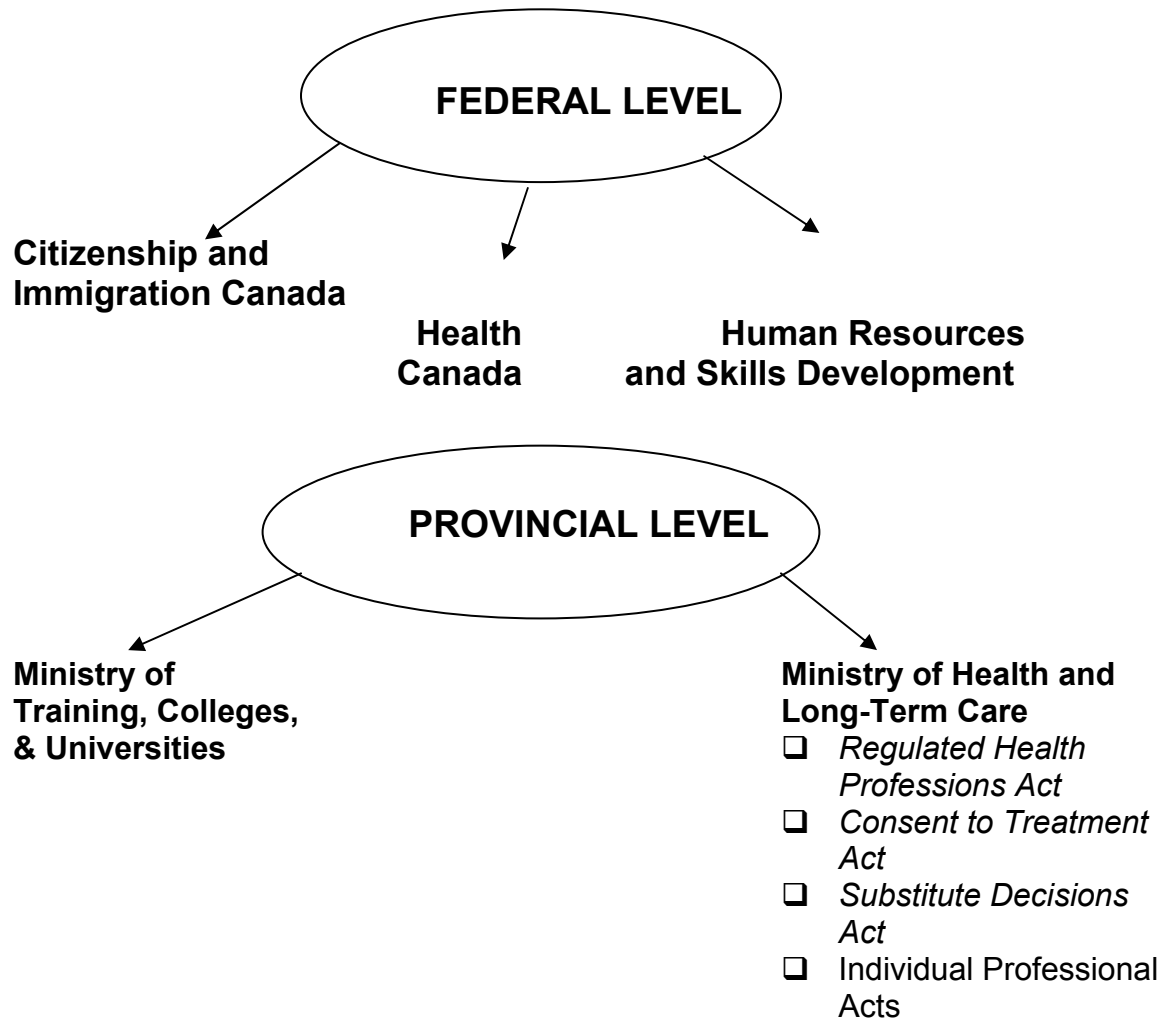 FEDERAL LEVEL
Citizenship and
Immigration Canada
Health
Canada
Human Resources
and Skills Development
PROVINCIAL LEVEL
Ministry of
Training, Colleges,
& Universities
Ministry of Health and
Long-Term Care
❑ Regulated Health
Professions Act
❑ Consent to Treatment
Act
❑ Substitute Decisions
Act
❑ Individual Professional
Acts